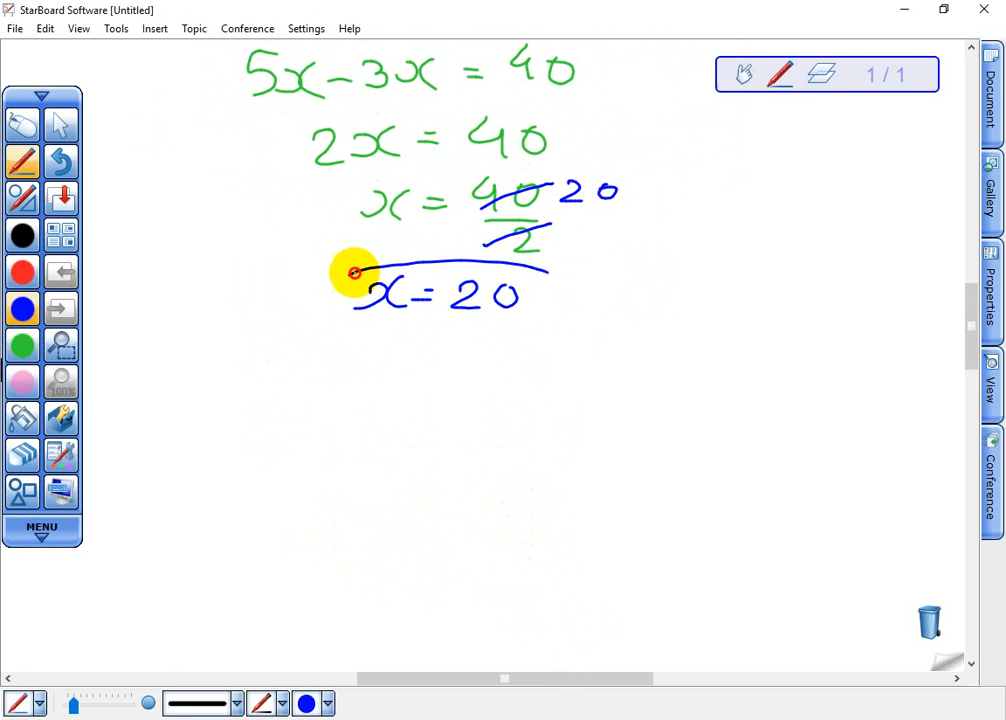 StarBoard Software [Untitled]
File Edit View Tools Insert Topic Conference Settings Help
5x - 3x = 40
1 / 1
2x = 40
x = 40/2 20
x = 20
100%
MENU
Document
Gallery
Properties
View
Conference